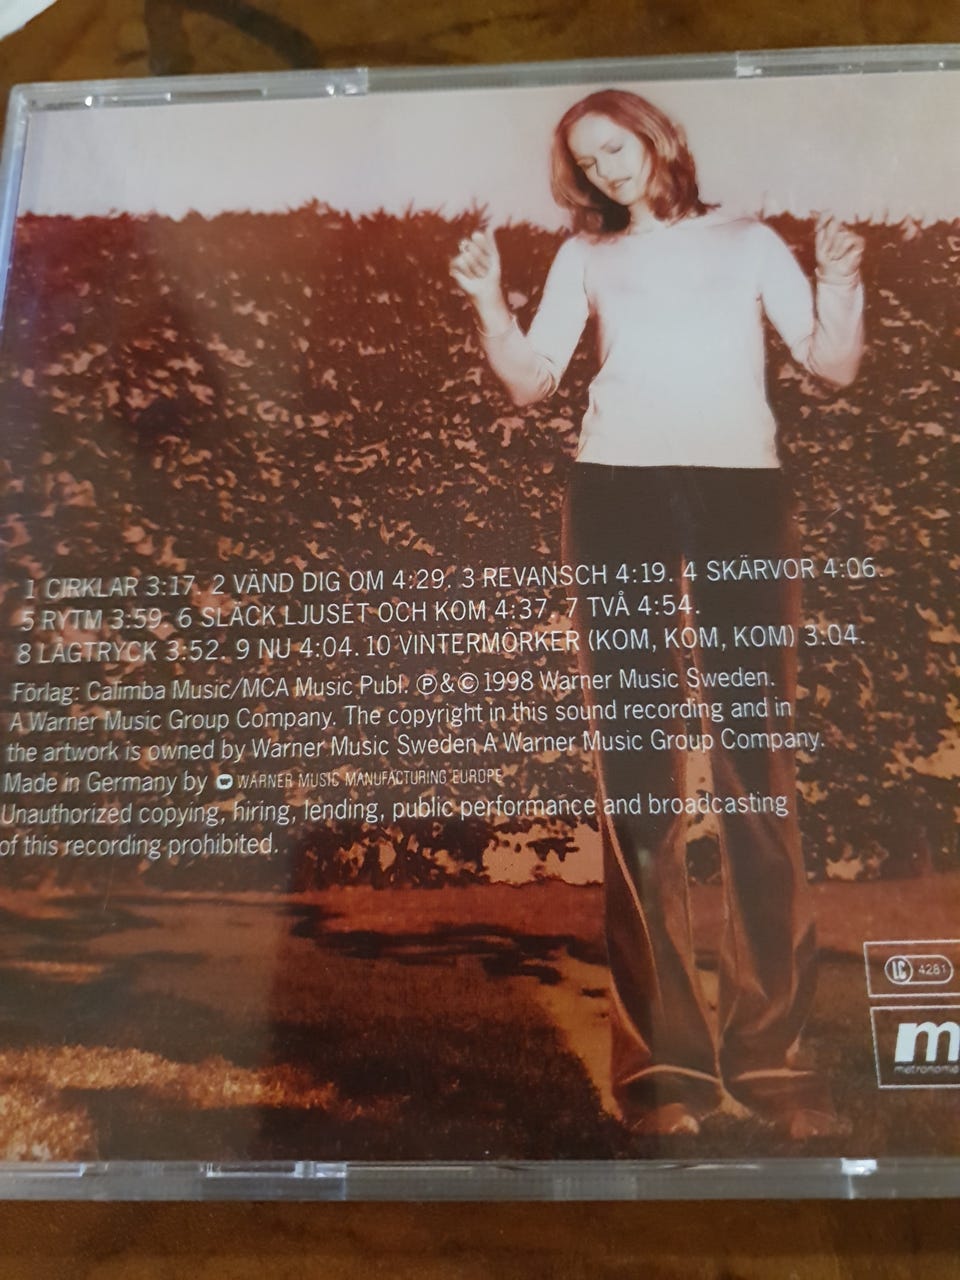 1 CIRKLAR 3:17. 2 VÄND DIG OM 4:29. 3 REVANSCH 4:19. 4 SKÄRVOR 4:06.
5 RYTM 3:59. 6 SLÄCK LJUSET OCH KOM 4:37. 7 TVÅ 4:54.
8 LÅGTRYCK 3:52. 9 NU 4:04. 10 VINTERMÖRKER (KOM, KOM, KOM) 3:04.
Förlag: Calimba Music/MCA Music Publ. Ⓟ&© 1998 Warner Music Sweden.
A Warner Music Group Company. The copyright in this sound recording and in
the artwork is owned by Warner Music Sweden A Warner Music Group Company.
Made in Germany by WARNER MUSIC MANUFACTURING EUROPE
Unauthorized copying, hiring, lending, public performance and broadcasting
of this recording prohibited.
LC 4281
m
metronome